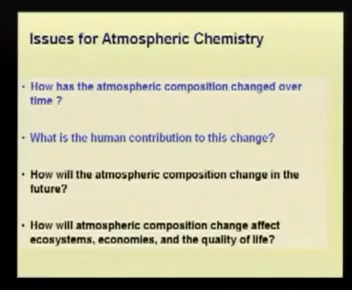 Issues for Atmospheric Chemistry
• How has the atmospheric composition changed over
time ?
• What is the human contribution to this change?
• How will the atmospheric composition change in the
future?
• How will atmospheric composition change affect
ecosystems, economies, and the quality of life?